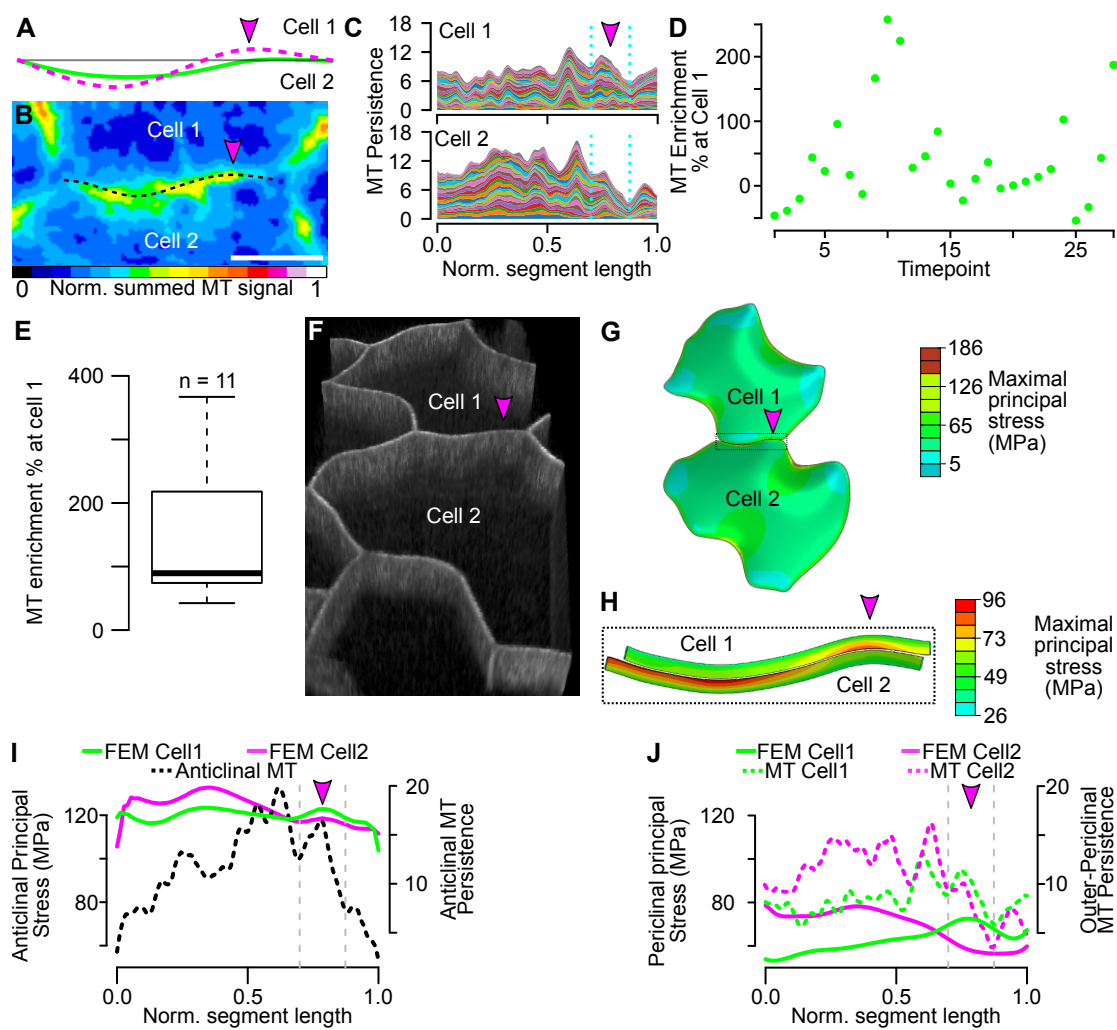 A
Cell 1
Cell 2
B
Cell 1
Cell 2
0 Norm. summed MT signal 1
C
Cell 1
18
12
6
0
Cell 2
18
12
6
0
MT Persistence
0.0 0.5 1.0
Norm. segment length
D
200
100
0
MT Enrichment
% at Cell 1
5 15 25
Timepoint
E
n = 11
400
200
0
MT enrichment % at cell 1
F
Cell 1
Cell 2
G
Cell 1
Cell 2
186
126
65
5
Maximal
principal
stress
(MPa)
H
Cell 1
Cell 2
96
73
49
26
Maximal
principal
stress
(MPa)
I
FEM Cell1 FEM Cell2
Anticlinal MT
120
80
Anticlinal Principal
Stress (MPa)
20
10
Anticlinal MT
Persistence
0.0 0.5 1.0
Norm. segment length
J
FEM Cell1 FEM Cell2
MT Cell1 MT Cell2
120
80
Periclinal principal
Stress (MPa)
20
10
Outer-Periclinal
MT Persistence
0.0 0.5 1.0
Norm. segment length